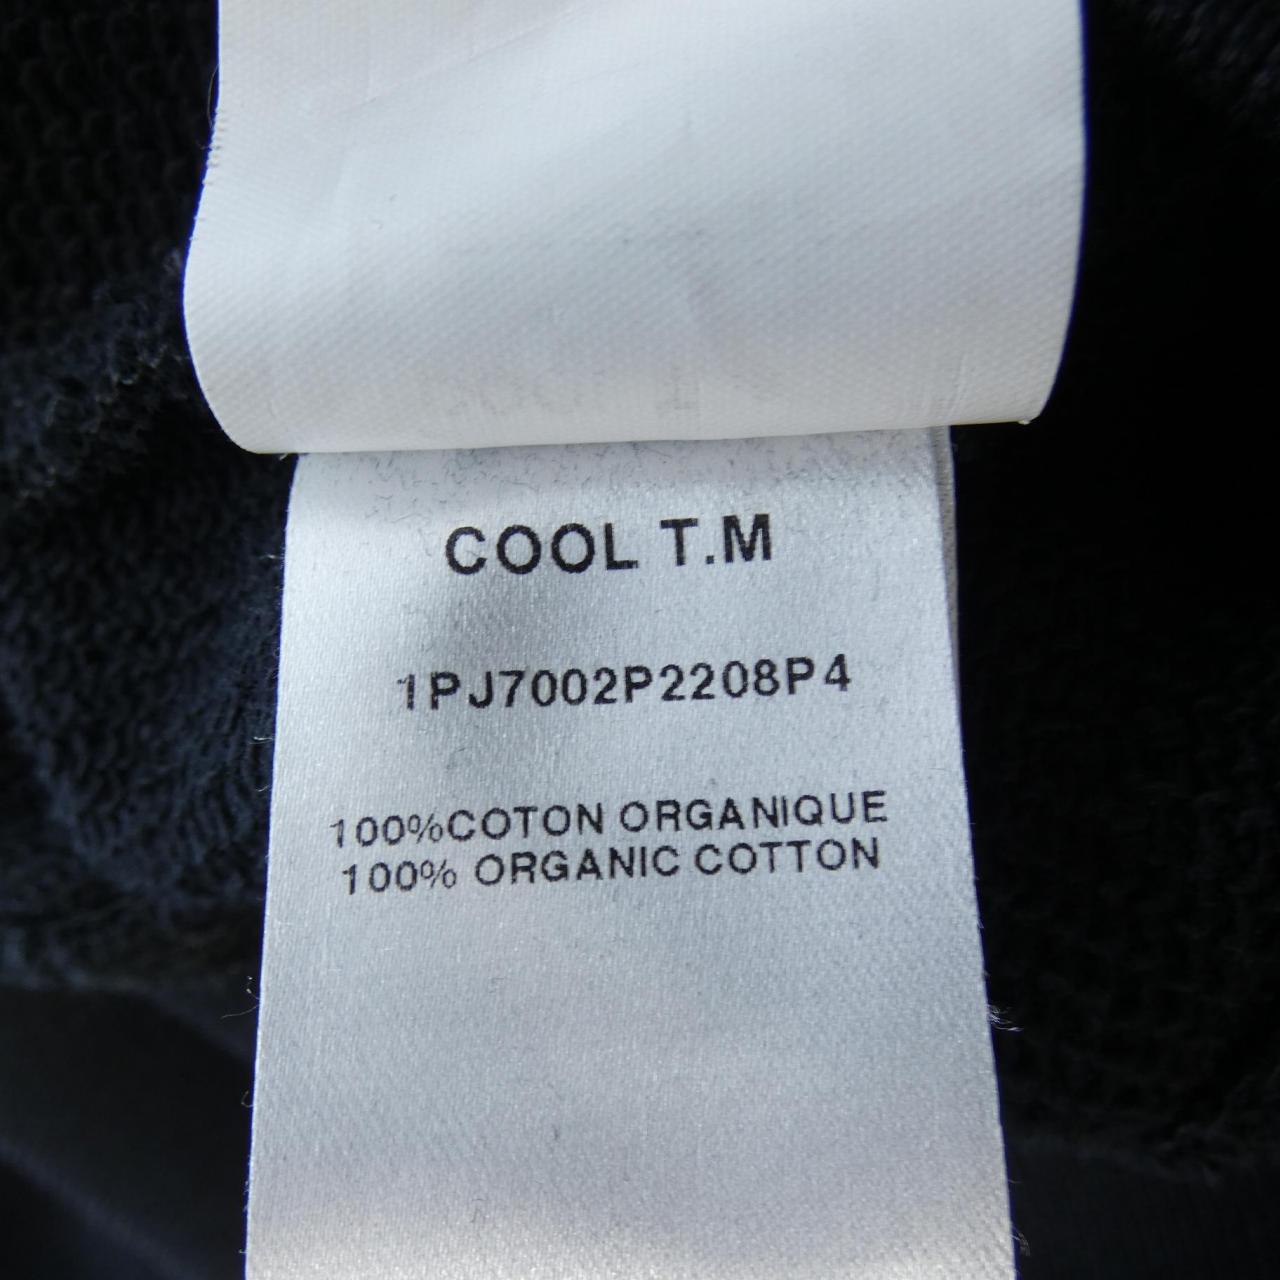 COOL T.M
1PJ7002P2208P4
100%COTON ORGANIQUE
100% ORGANIC COTTON